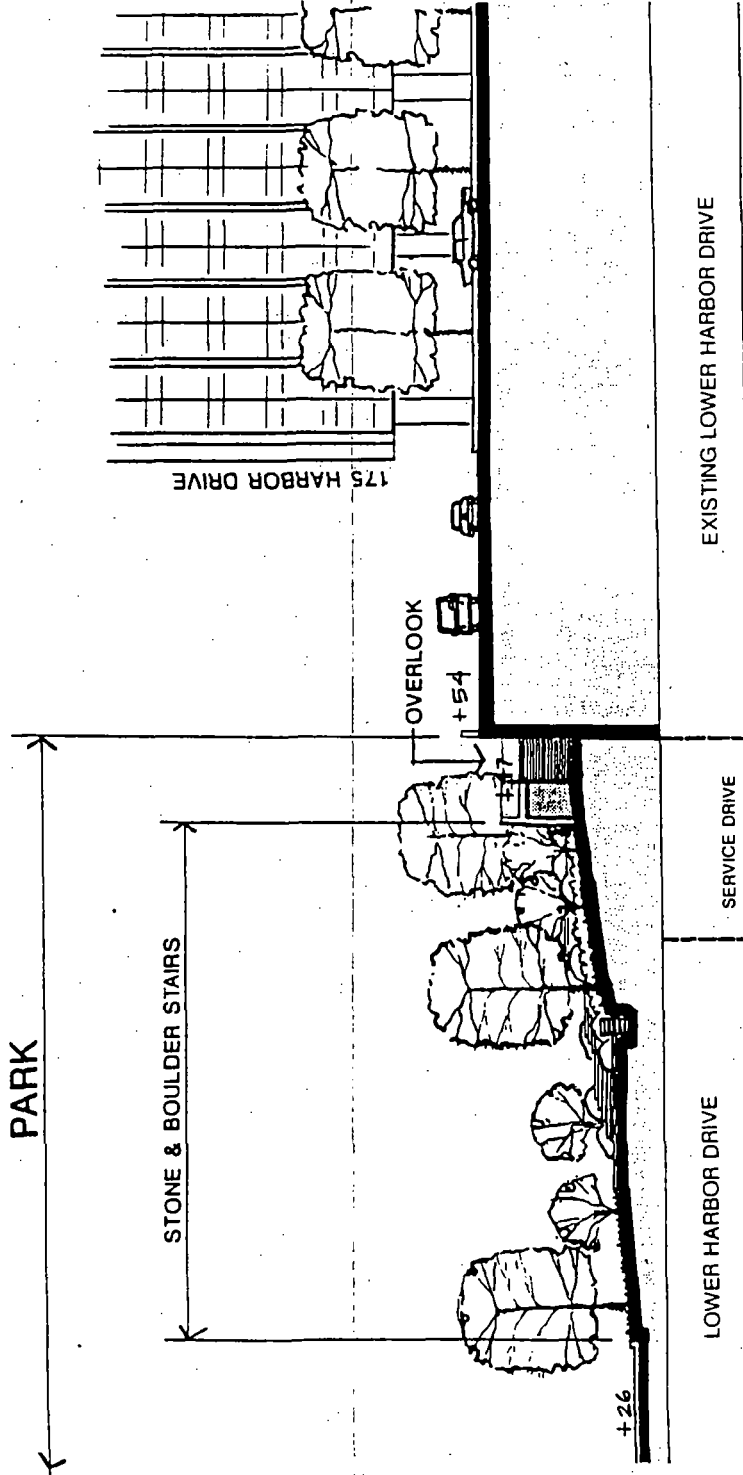 PARK
STONE & BOULDER STAIRS
OVERLOOK
+54
+47
+26
175 HARBOR DRIVE
LOWER HARBOR DRIVE
SERVICE DRIVE
EXISTING LOWER HARBOR DRIVE